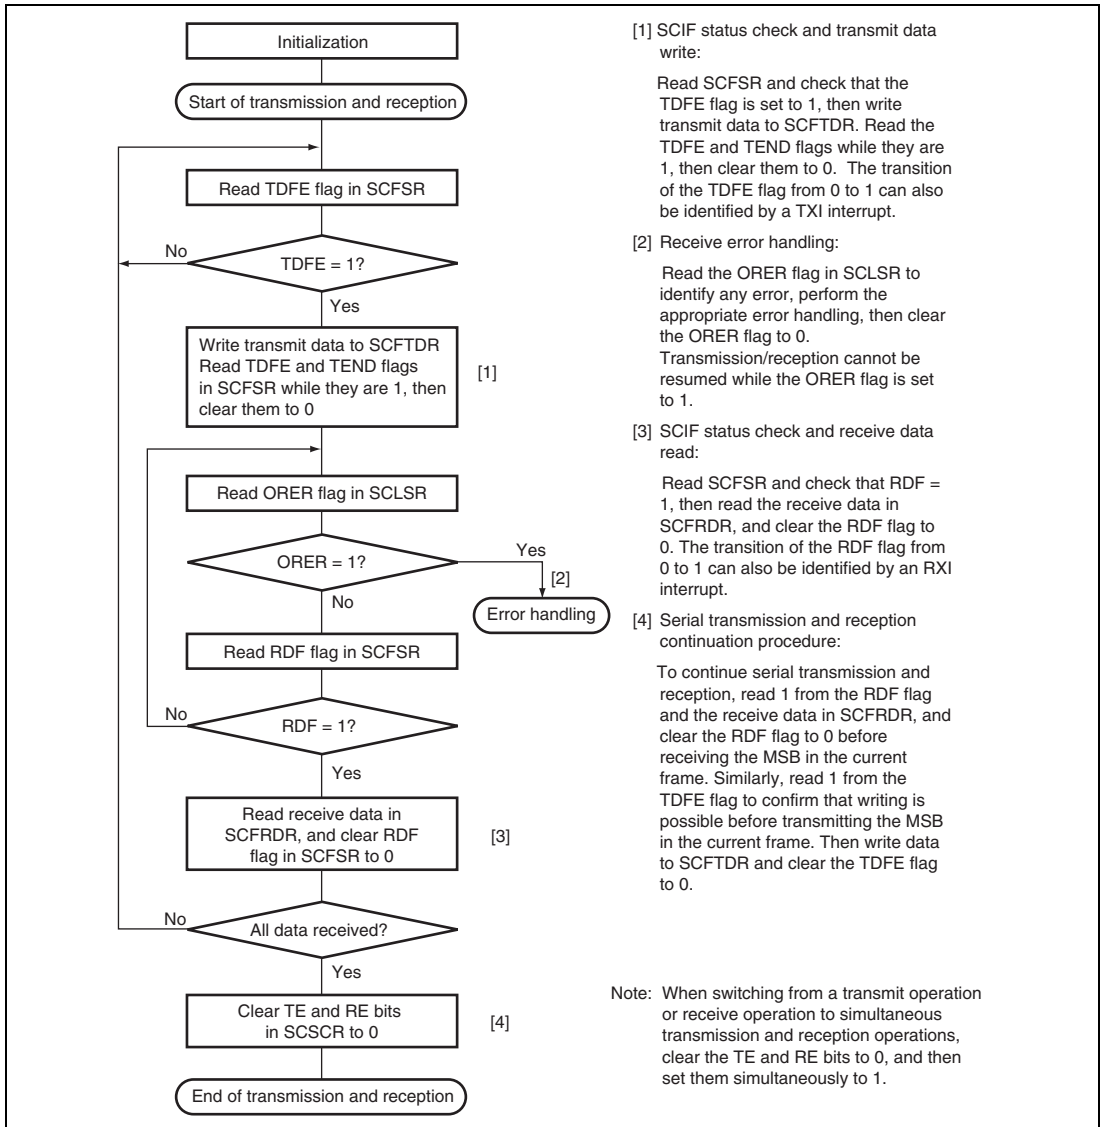 Initialization
Start of transmission and reception
Read TDFE flag in SCFSR
No
TDFE = 1?
Yes
Write transmit data to SCFTDR
Read TDFE and TEND flags
in SCFSR while they are 1, then
clear them to 0
[1]
Read ORER flag in SCLSR
ORER = 1?
Yes
[2]
No
Error handling
Read RDF flag in SCFSR
No
RDF = 1?
Yes
Read receive data in
SCFRDR, and clear RDF
flag in SCFSR to 0
[3]
No
All data received?
Yes
Clear TE and RE bits
in SCSCR to 0
[4]
End of transmission and reception
[1] SCIF status check and transmit data
write:
Read SCFSR and check that the
TDFE flag is set to 1, then write
transmit data to SCFTDR. Read the
TDFE and TEND flags while they are
1, then clear them to 0. The transition
of the TDFE flag from 0 to 1 can also
be identified by a TXI interrupt.
[2] Receive error handling:
Read the ORER flag in SCLSR to
identify any error, perform the
appropriate error handling, then clear
the ORER flag to 0.
Transmission/reception cannot be
resumed while the ORER flag is set
to 1.
[3] SCIF status check and receive data
read:
Read SCFSR and check that RDF =
1, then read the receive data in
SCFRDR, and clear the RDF flag to
0. The transition of the RDF flag from
0 to 1 can also be identified by an RXI
interrupt.
[4] Serial transmission and reception
continuation procedure:
To continue serial transmission and
reception, read 1 from the RDF flag
and the receive data in SCFRDR, and
clear the RDF flag to 0 before
receiving the MSB in the current
frame. Similarly, read 1 from the
TDFE flag to confirm that writing is
possible before transmitting the MSB
in the current frame. Then write data
to SCFTDR and clear the TDFE flag
to 0.
Note: When switching from a transmit operation
or receive operation to simultaneous
transmission and reception operations,
clear the TE and RE bits to 0, and then
set them simultaneously to 1.